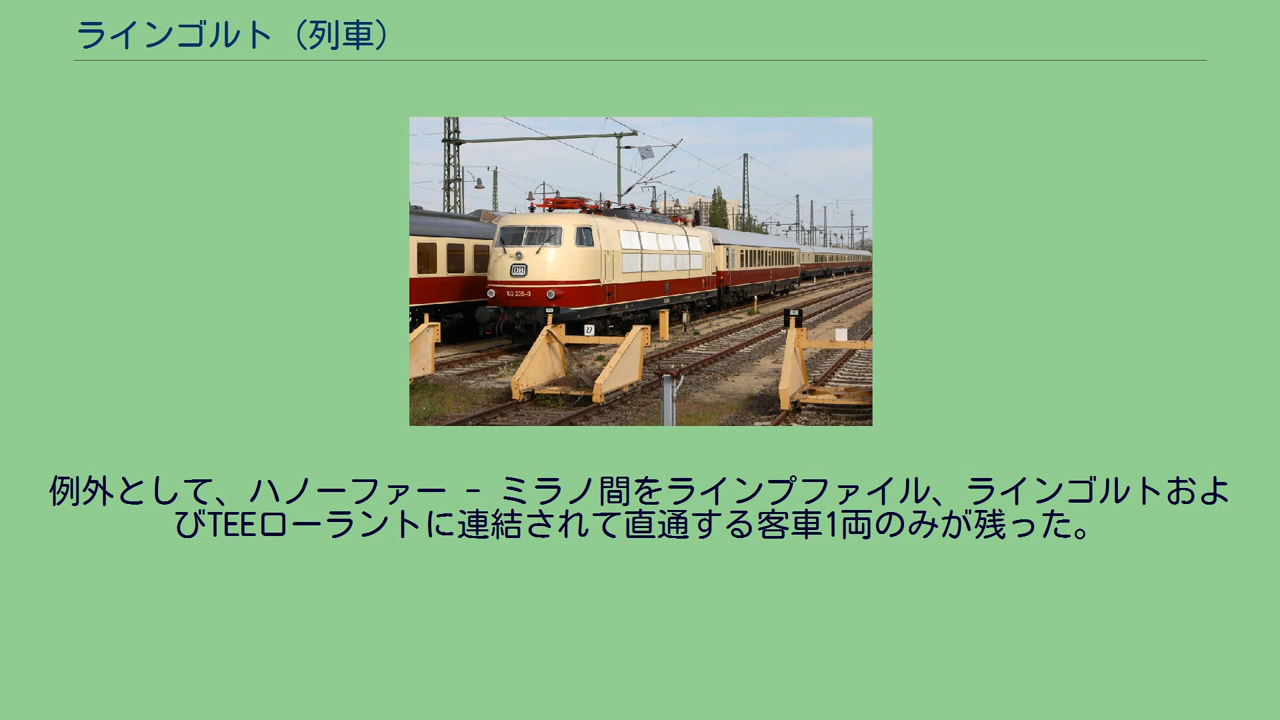 ラインゴルト（列車）
27
例外として、ハノーファー - ミラノ間をラインプファイル、ラインゴルトおよ
びTEEローラントに連結されて直通する客車1両のみが残った。